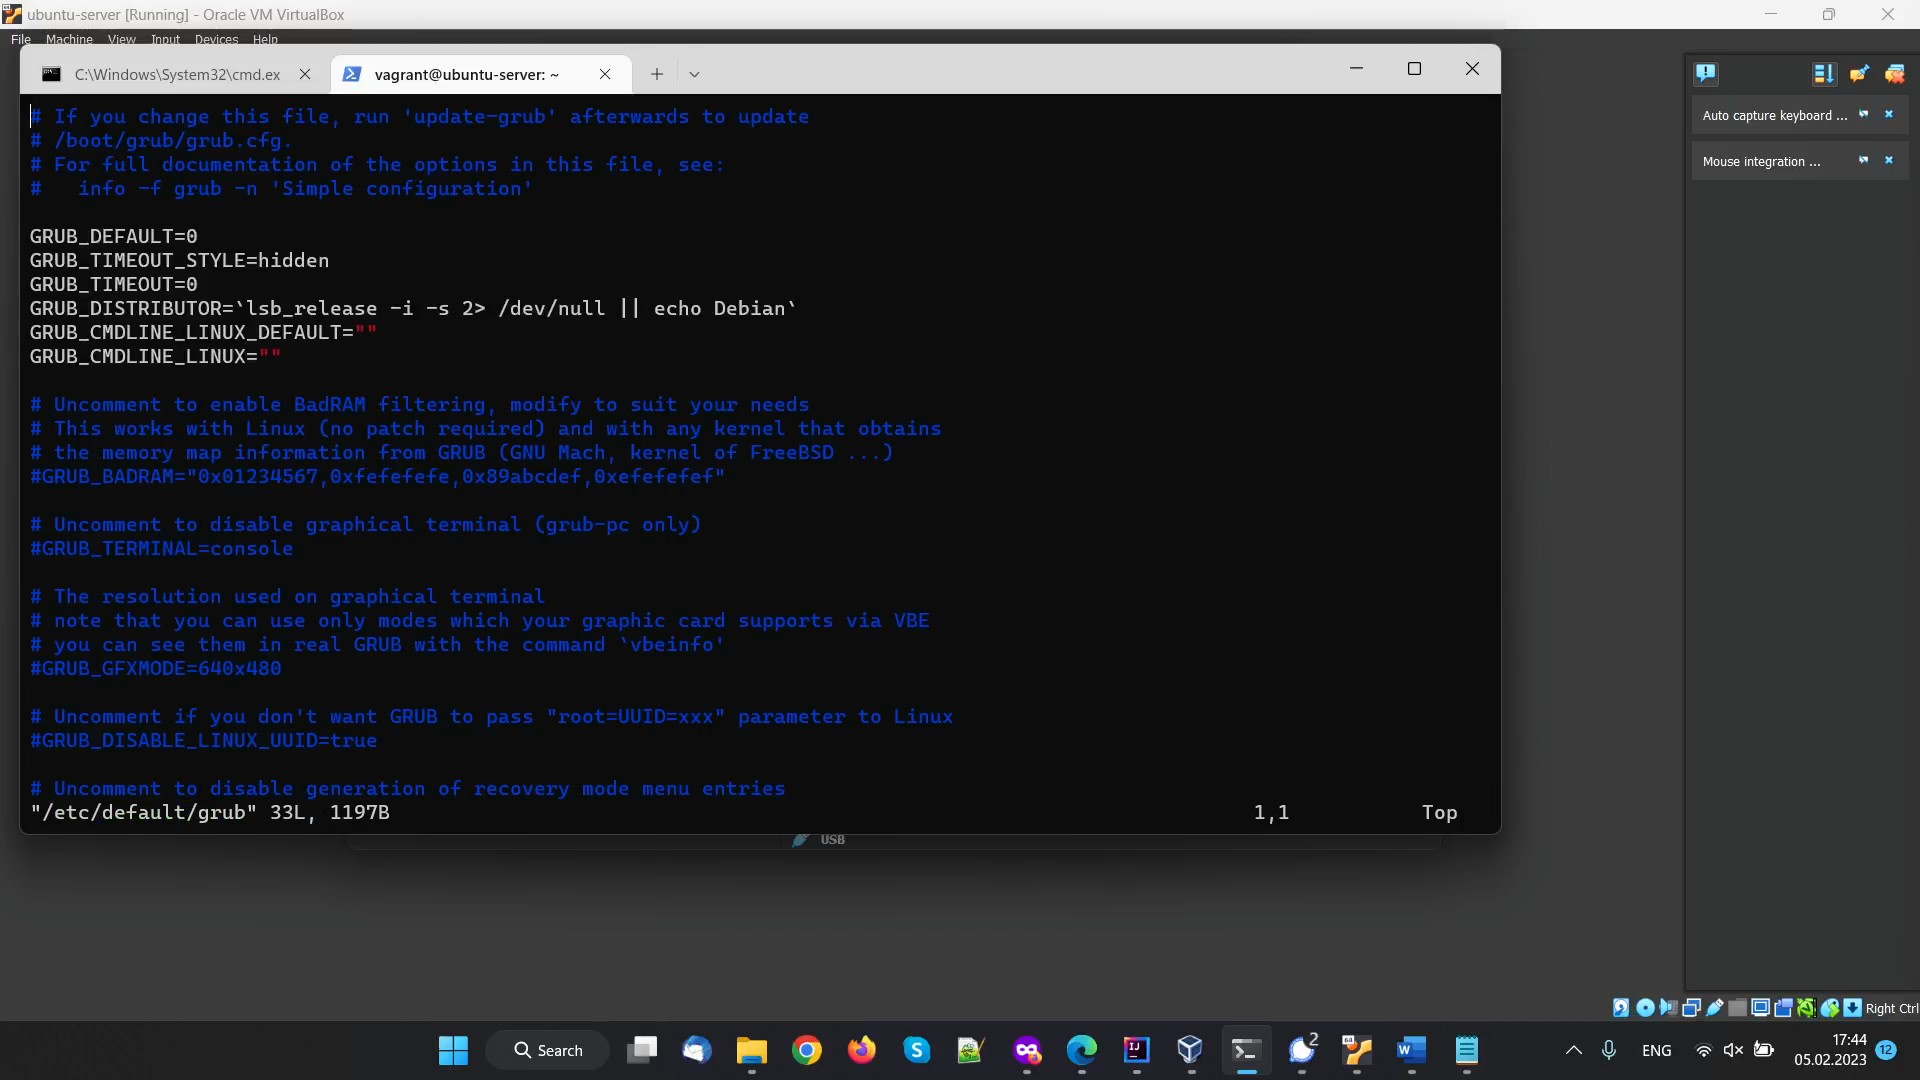 ubuntu-server [Running] - Oracle VM VirtualBox
File Machine View Input Devices Help
C:\Windows\System32\cmd.ex
vagrant@ubuntu-server: ~
# If you change this file, run 'update-grub' afterwards to update
# /boot/grub/grub.cfg.
# For full documentation of the options in this file, see:
#   info -f grub -n 'Simple configuration'
GRUB_DEFAULT=0
GRUB_TIMEOUT_STYLE=hidden
GRUB_TIMEOUT=0
GRUB_DISTRIBUTOR=`lsb_release -i -s 2> /dev/null || echo Debian`
GRUB_CMDLINE_LINUX_DEFAULT=""
GRUB_CMDLINE_LINUX=""
# Uncomment to enable BadRAM filtering, modify to suit your needs
# This works with Linux (no patch required) and with any kernel that obtains
# the memory map information from GRUB (GNU Mach, kernel of FreeBSD ...)
#GRUB_BADRAM="0x01234567,0xfefefefe,0x89abcdef,0xefefefef"
# Uncomment to disable graphical terminal (grub-pc only)
#GRUB_TERMINAL=console
# The resolution used on graphical terminal
# note that you can use only modes which your graphic card supports via VBE
# you can see them in real GRUB with the command `vbeinfo'
#GRUB_GFXMODE=640x480
# Uncomment if you don't want GRUB to pass "root=UUID=xxx" parameter to Linux
#GRUB_DISABLE_LINUX_UUID=true
# Uncomment to disable generation of recovery mode menu entries
"/etc/default/grub" 33L, 1197B 1,1 Top
USB
Auto capture keyboard ...
Mouse integration ...
Right Ctrl
Search
2
ENG
17:44
05.02.2023
12